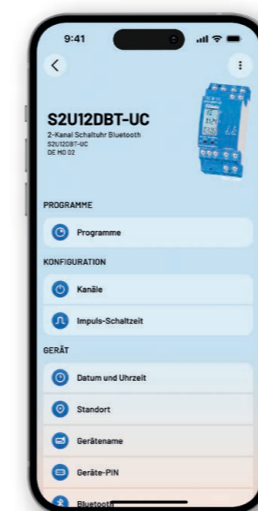 9:41
S2U12DBT-UC
2-Kanal Schaltuhr Bluetooth
S2U12DBT-UC
DE MO 02
PROGRAMME
Programme
KONFIGURATION
Kanäle
Impuls-Schaltzeit
GERÄT
Datum und Uhrzeit
Standort
Gerätename
Geräte-PIN
Bluetooth